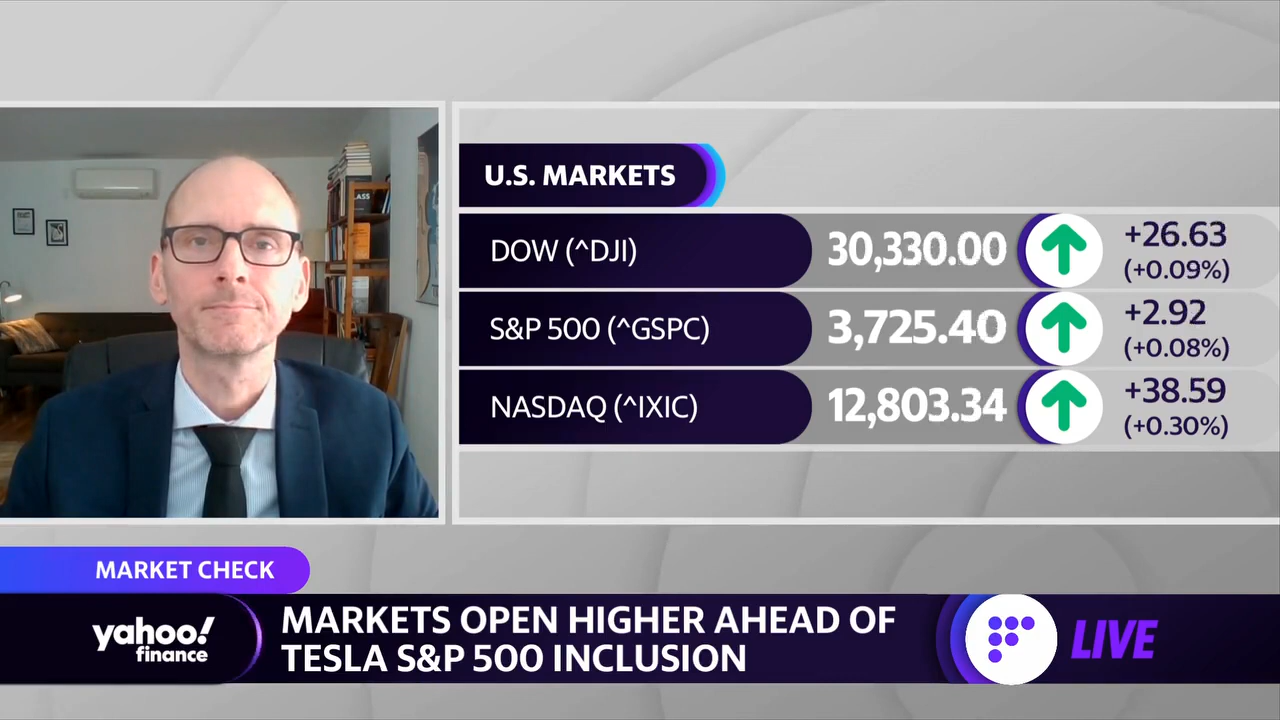 CLASS
U.S. MARKETS
DOW (^DJI) 30,330.00 +26.63
(+0.09%)
S&P 500 (^GSPC) 3,725.40 +2.92
(+0.08%)
NASDAQ (^IXIC) 12,803.34 +38.59
(+0.30%)
MARKET CHECK
yahoo!
finance
MARKETS OPEN HIGHER AHEAD OF
TESLA S&P 500 INCLUSION
LIVE